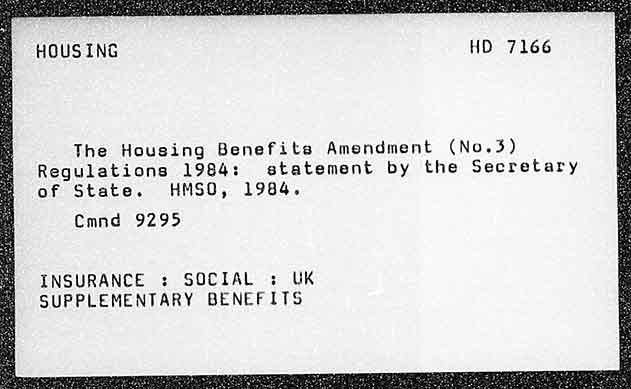 HOUSING HD 7166
The Housing Benefits Amendment (No.3)
Regulations 1984: statement by the Secretary
of State. HMSO, 1984.
Cmnd 9295
INSURANCE : SOCIAL : UK
SUPPLEMENTARY BENEFITS